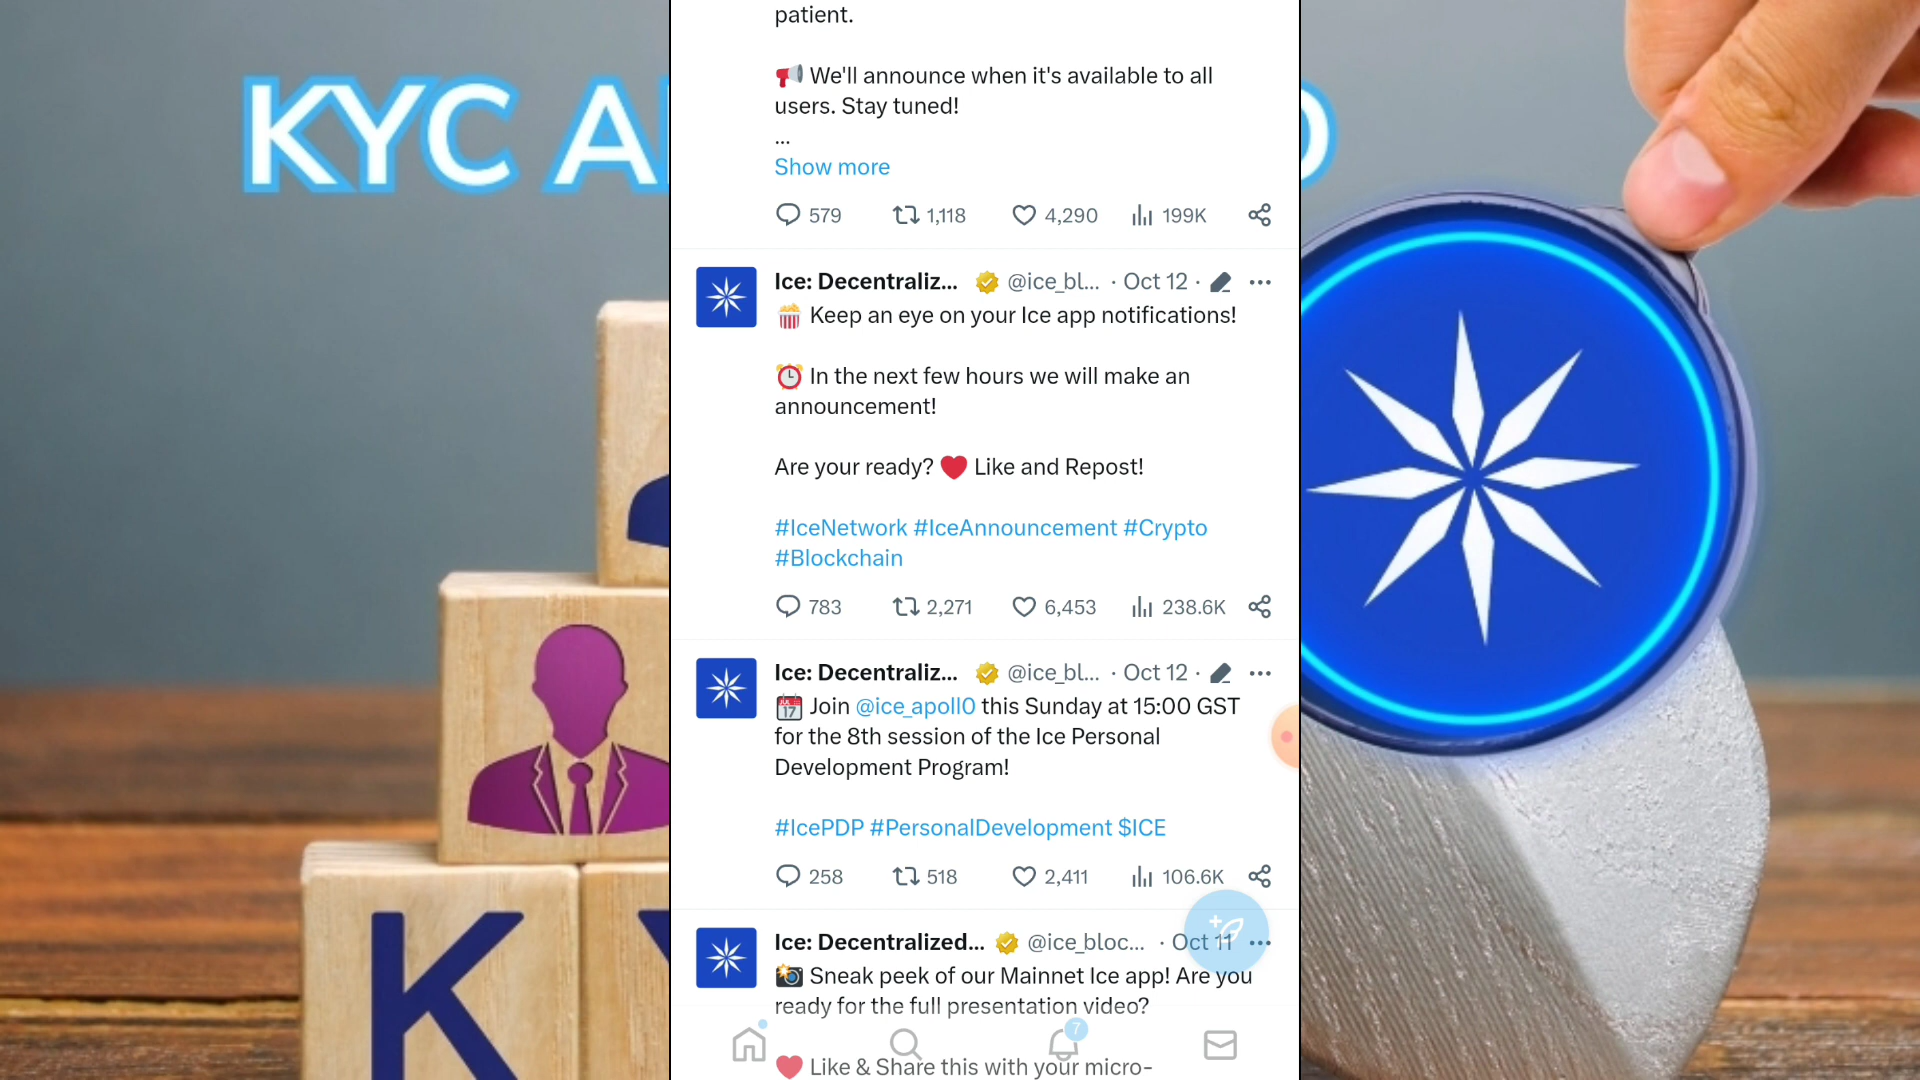 KYC A
patient.
We'll announce when it's available to all
users. Stay tuned!
...
Show more
579 1,118 4,290 199K
Ice: Decentraliz... @ice_bl... · Oct 12 ·
Keep an eye on your Ice app notifications!
In the next few hours we will make an
announcement!
Are your ready? Like and Repost!
#IceNetwork #IceAnnouncement #Crypto
#Blockchain
783 2,271 6,453 238.6K
Ice: Decentraliz... @ice_bl... · Oct 12 ·
17 Join @ice_apoll0 this Sunday at 15:00 GST
for the 8th session of the Ice Personal
Development Program!
#IcePDP #PersonalDevelopment $ICE
258 518 2,411 106.6K
Ice: Decentralized... @ice_bloc... · Oct 11
Sneak peek of our Mainnet Ice app! Are you
ready for the full presentation video?
7
Like & Share this with your micro-
K